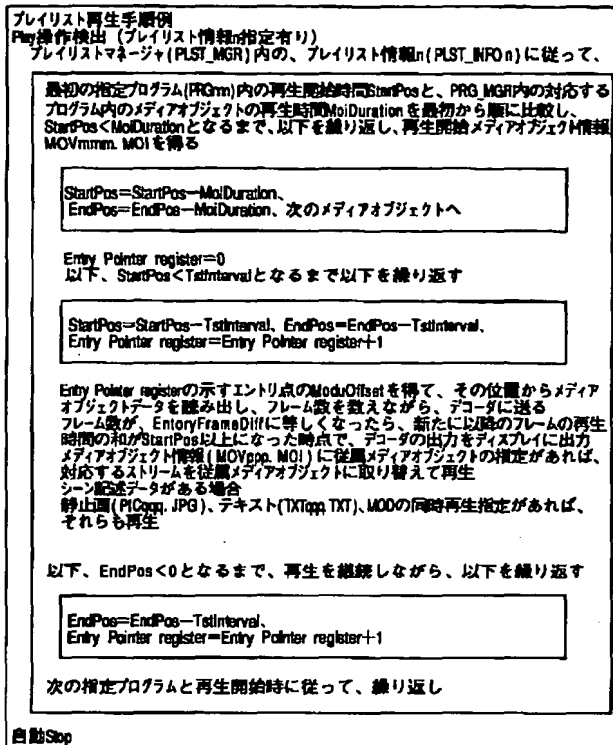 プレイリスト再生手順例
Play操作検出（プレイリスト情報n指定有り）
プレイリストマネージャ(PLST_MGR)内の、プレイリスト情報n(PLST_INFO n)に従って、
最初の指定プログラム(PRGnn)内の再生開始時間StartPosと、PRG_MGR内の対応する
プログラム内のメディアオブジェクトの再生時間MoiDurationを最初から順に比較し、
StartPos<MoiDurationとなるまで、以下を繰り返し、再生開始メディアオブジェクト情報
MOVmmm. MOIを得る
StartPos=StartPos−MoiDuration、
EndPos=EndPos−MoiDuration、次のメディアオブジェクトへ
Entry Pointer register=0
以下、StartPos<TstIntervalとなるまで以下を繰り返す
StartPos=StartPos−TstInterval、EndPos=EndPos−TstInterval、
Entry Pointer register=Entry Pointer register+1
Entry Pointer registerの示すエントリ点のModuOffsetを得て、その位置からメディア
オブジェクトデータを読み出し、フレーム数を数えながら、デコーダに送る
フレーム数が、EntoryFrameDiffに等しくなったら、新たに以降のフレームの再生
時間の和がStartPos以上になった時点で、デコーダの出力をディスプレイに出力
メディアオブジェクト情報(MOVppp. MOI)に従属メディアオブジェクトの指定があれば、
対応するストリームを従属メディアオブジェクトに取り替えて再生
シーン記述データがある場合
静止画(PICqqq. JPG)、テキスト(TXTqqq. TXT)、MODの同時再生指定があれば、
それらも再生
以下、EndPos<0となるまで、再生を継続しながら、以下を繰り返す
EndPos=EndPos−TstInterval、
Entry Pointer register=Entry Pointer register+1
次の指定プログラムと再生開始時に従って、繰り返し
自動Stop